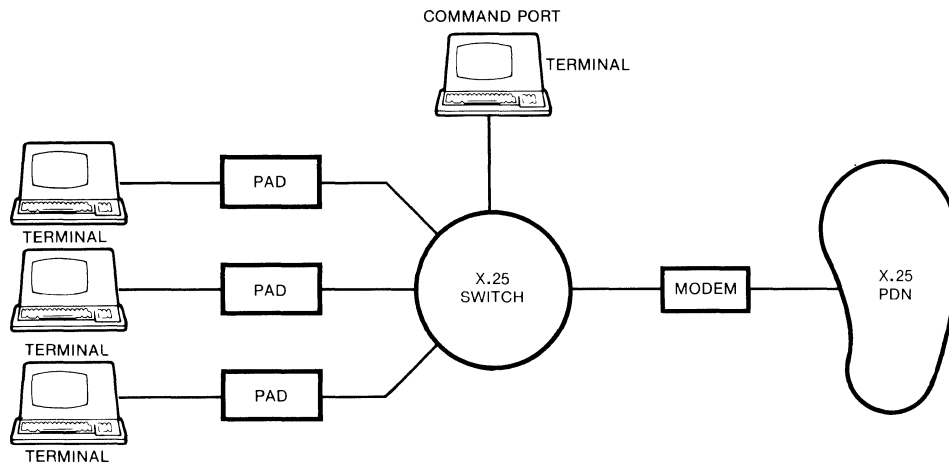 COMMAND PORT
TERMINAL
PAD
TERMINAL
PAD
X.25
SWITCH
MODEM
X.25
PDN
TERMINAL
PAD
TERMINAL